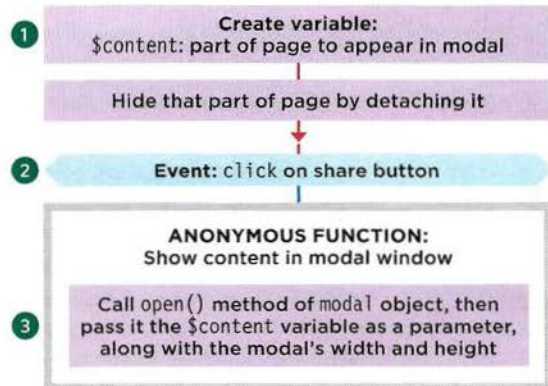 1
Create variable:
$content: part of page to appear in modal
Hide that part of page by detaching it
2
Event: click on share button
ANONYMOUS FUNCTION:
Show content in modal window
3
Call open() method of modal object, then
pass it the $content variable as a parameter,
along with the modal's width and height